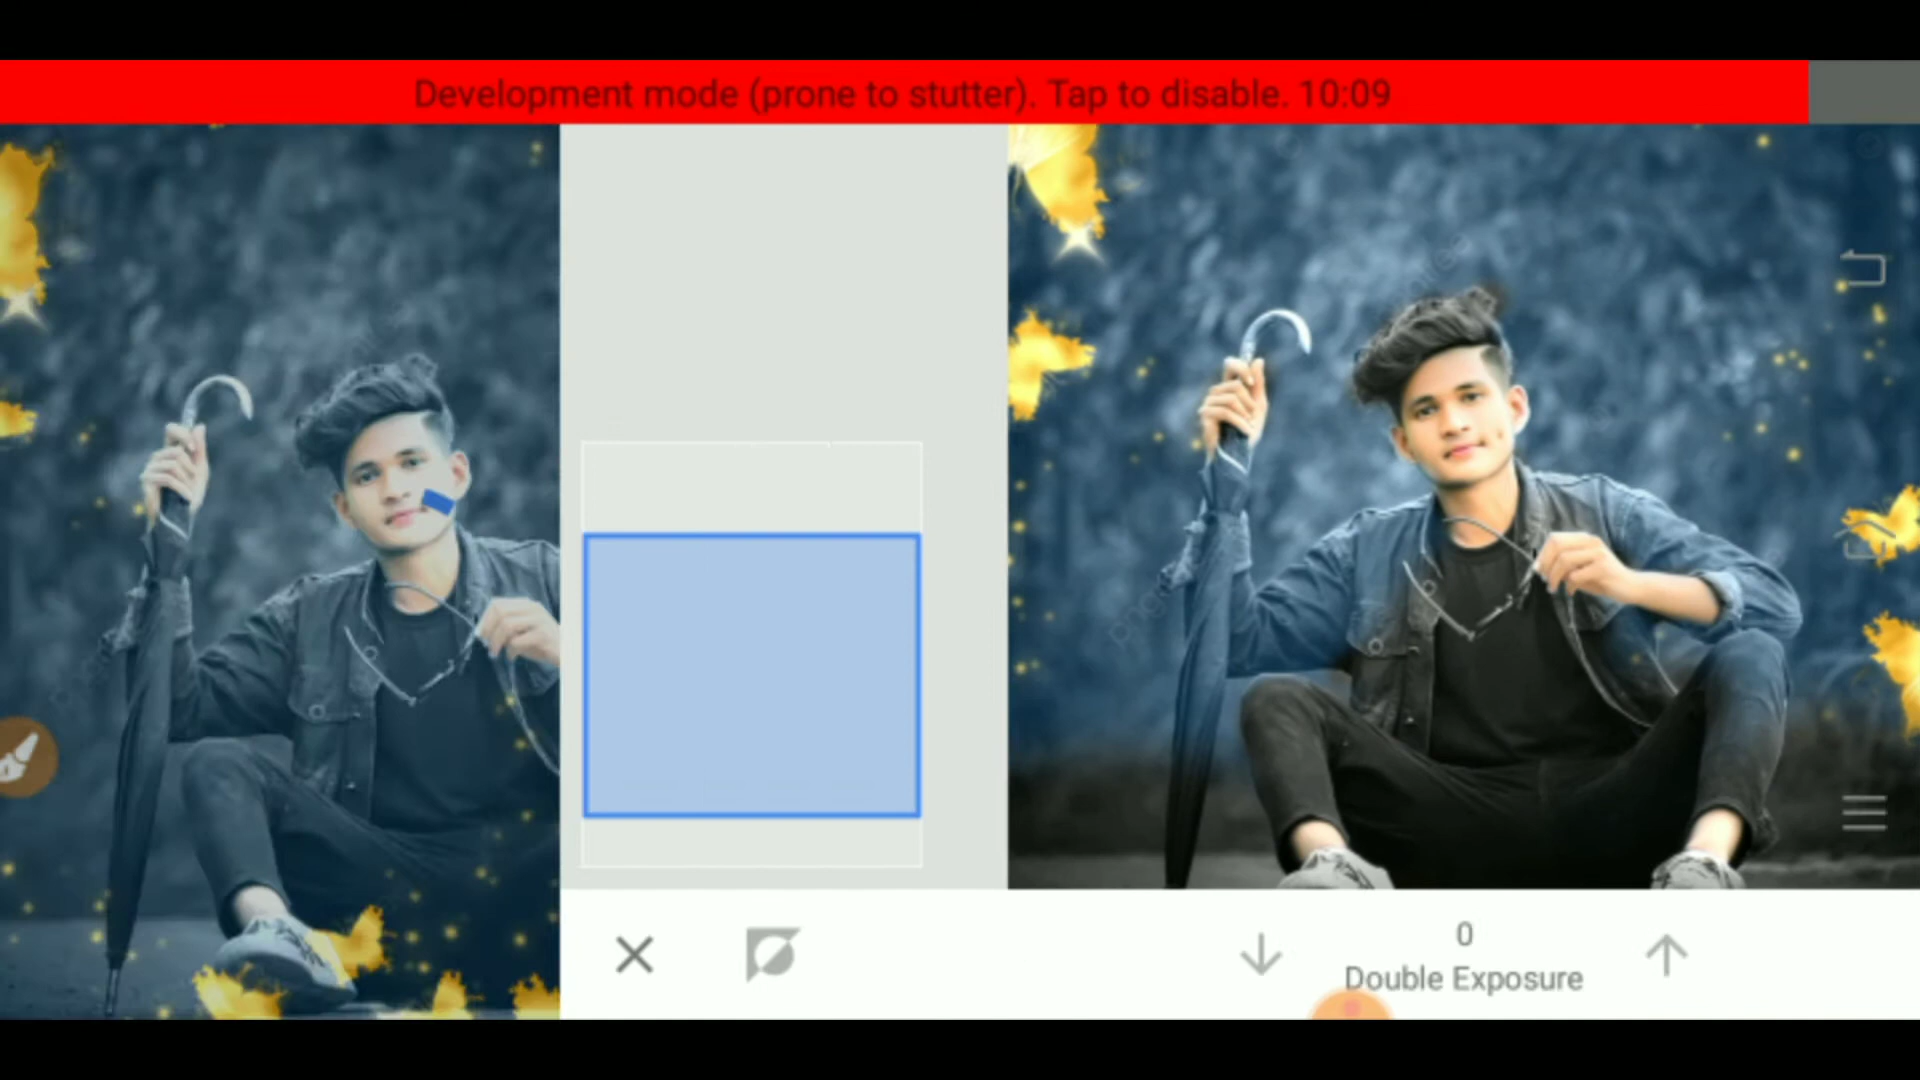 Development mode (prone to stutter). Tap to disable. 10:09
0
Double Exposure